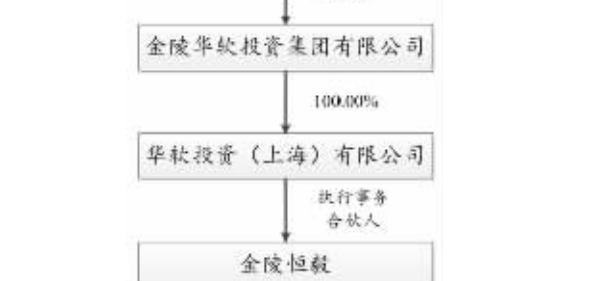 金陵华软投资集团有限公司
100.00%
华软投资（上海）有限公司
执行事务
合伙人
金陵恒毅